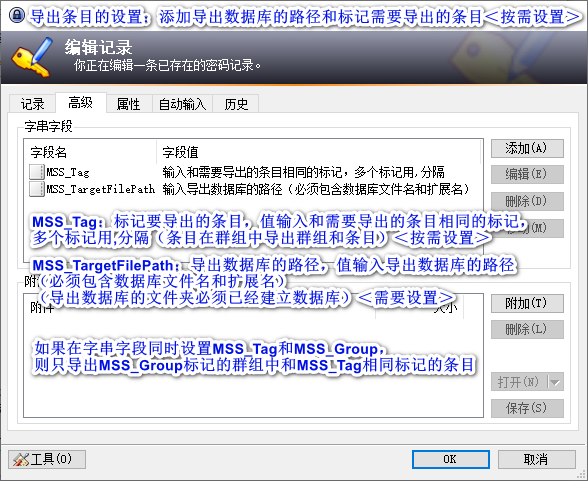 导出条目的设置；添加导出数据库的路径和标记需要导出的条目＜按需设置＞
编辑记录
你正在编辑一条已存在的密码记录。
记录 高级 属性 自动输入 历史
字串字段
字段名 字段值
MSS_Tag 输入和需要导出的条目相同的标记，多个标记用,分隔
MSS_TargetFilePath 输入导出数据库的路径（必须包含数据库文件名和扩展名）
添加(A)
编辑(E)
删除(D)
移动(M)
MSS_Tag；标记要导出的条目，值输入和需要导出的条目相同的标记，
多个标记用,分隔（条目在群组中导出群组和条目）＜按需设置＞
MSS_TargetFilePath；导出数据库的路径，值输入导出数据库的路径
（必须包含数据库文件名和扩展名）
（导出数据库的文件夹必须已经建立数据库）＜需要设置＞
附件 大小
附加(T)
删除(L)
打开(N)
保存(S)
如果在字串字段同时设置MSS_Tag和MSS_Group，
则只导出MSS_Group标记的群组中和MSS_Tag相同标记的条目
工具(O) OK 取消